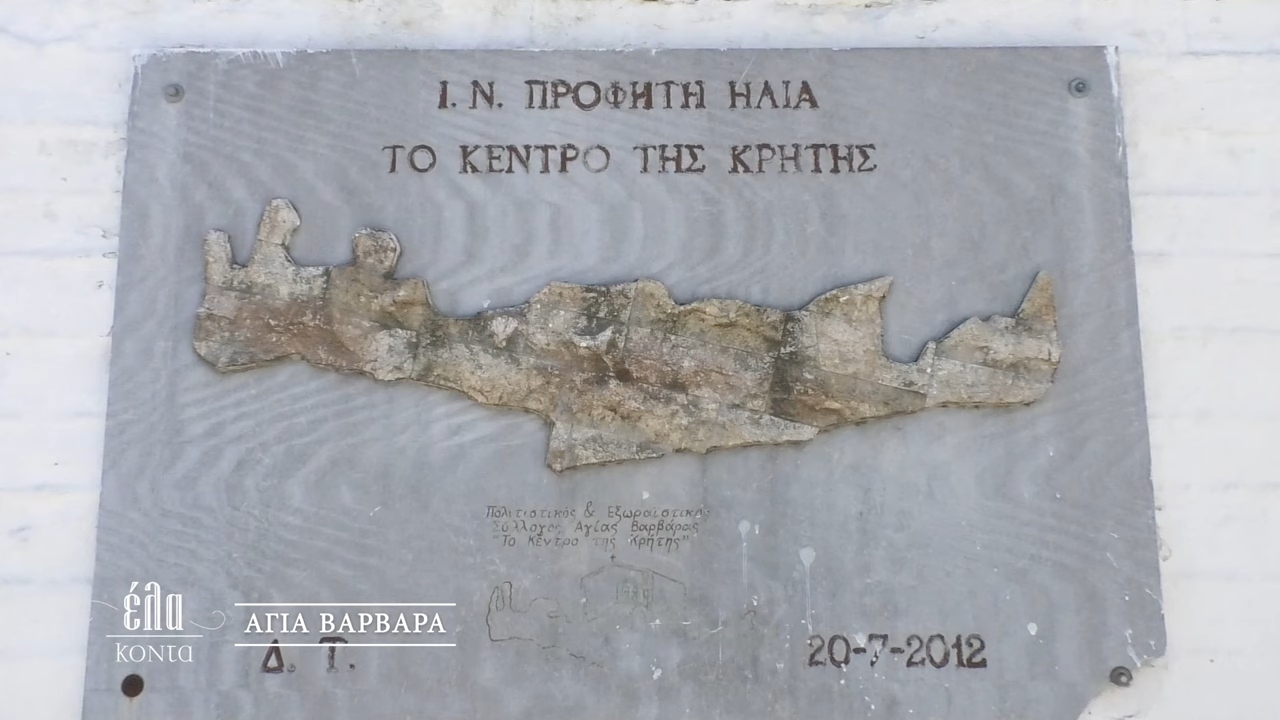 Ι. Ν. ΠΡΟΦΗΤΗ ΗΛΙΑ
ΤΟ ΚΕΝΤΡΟ ΤΗΣ ΚΡΗΤΗΣ
Πολιτιστικός & Εξωραϊστικός
Σύλλογος Αγίας Βαρβάρας
"Το Κέντρο της Κρήτης"
έλα
κοντα
ΑΓΙΑ ΒΑΡΒΑΡΑ
Δ. Τ.
20-7-2012